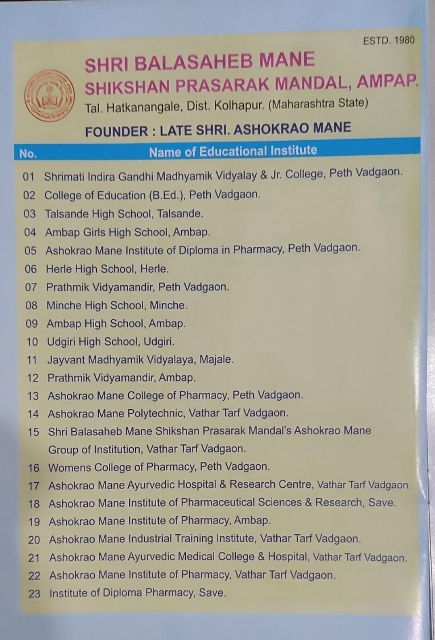 ESTD. 1980
SHRI BALASAHEB MANE
SHIKSHAN PRASARAK MANDAL, AMPAP.
Tal. Hatkanangale, Dist. Kolhapur. (Maharashtra State)
FOUNDER : LATE SHRI. ASHOKRAO MANE
No. Name of Educational Institute
01 Shrimati Indira Gandhi Madhyamik Vidyalay & Jr. College, Peth Vadgaon.
02 College of Education (B.Ed.), Peth Vadgaon.
03 Talsande High School, Talsande.
04 Ambap Girls High School, Ambap.
05 Ashokrao Mane Institute of Diploma in Pharmacy, Peth Vadgaon.
06 Herle High School, Herle.
07 Prathmik Vidyamandir, Peth Vadgaon.
08 Minche High School, Minche.
09 Ambap High School, Ambap.
10 Udgiri High School, Udgiri.
11 Jayvant Madhyamik Vidyalaya, Majale.
12 Prathmik Vidyamandir, Ambap.
13 Ashokrao Mane College of Pharmacy, Peth Vadgaon.
14 Ashokrao Mane Polytechnic, Vathar Tarf Vadgaon.
15 Shri Balasaheb Mane Shikshan Prasarak Mandal's Ashokrao Mane
Group of Institution, Vathar Tarf Vadgaon.
16 Womens College of Pharmacy, Peth Vadgaon.
17 Ashokrao Mane Ayurvedic Hospital & Research Centre, Vathar Tarf Vadgaon.
18 Ashokrao Mane Institute of Pharmaceutical Sciences & Research, Save.
19 Ashokrao Mane Institute of Pharmacy, Ambap.
20 Ashokrao Mane Industrial Training Institute, Vathar Tarf Vadgaon.
21 Ashokrao Mane Ayurvedic Medical College & Hospital, Vathar Tarf Vadgaon.
22 Ashokrao Mane Institute of Pharmacy, Vathar Tarf Vadgaon.
23 Institute of Diploma Pharmacy, Save.